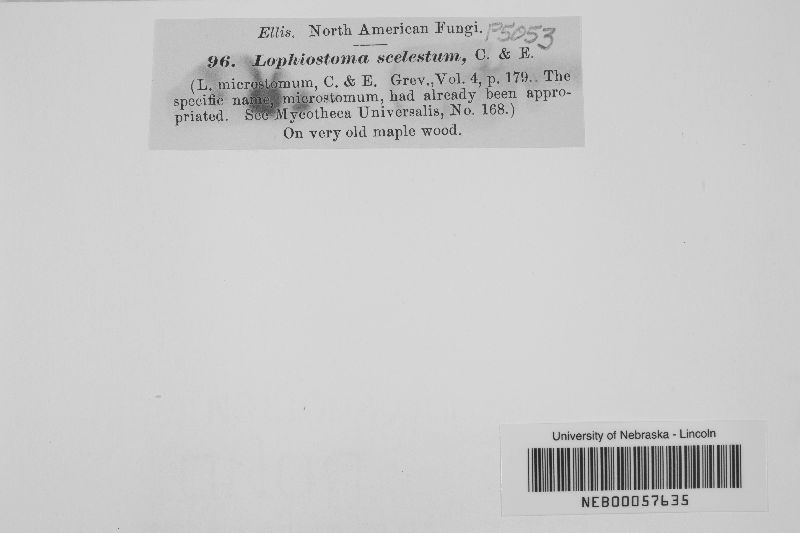 Ellis. North American Fungi. P5053
96. Lophiostoma scelestum, C. & E.
(L. microstomum, C. & E. Grev., Vol. 4, p. 179. The
specific name, microstomum, had already been appro-
priated. See Mycotheca Universalis, No. 168.)
On very old maple wood.
University of Nebraska - Lincoln
NEB00057635